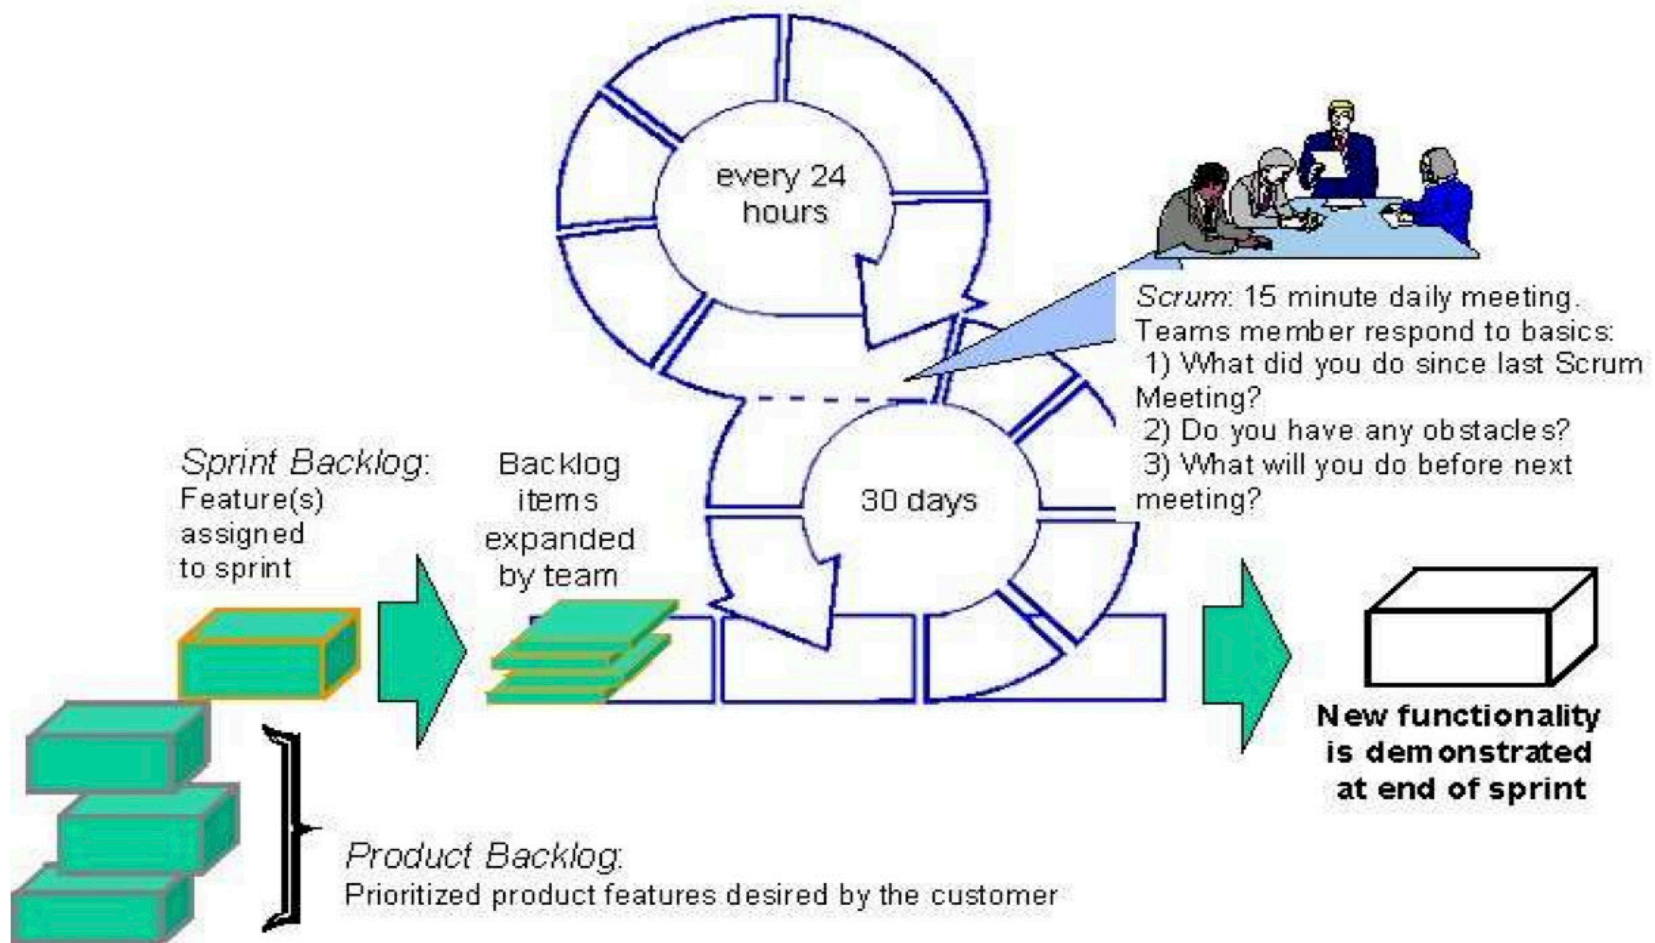 every 24
hours
Scrum: 15 minute daily meeting.
Teams member respond to basics:
1) What did you do since last Scrum
Meeting?
2) Do you have any obstacles?
3) What will you do before next
meeting?
Sprint Backlog:
Feature(s)
assigned
to sprint
Backlog
items
expanded
by team
30 days
New functionality
is demonstrated
at end of sprint
Product Backlog:
Prioritized product features desired by the customer